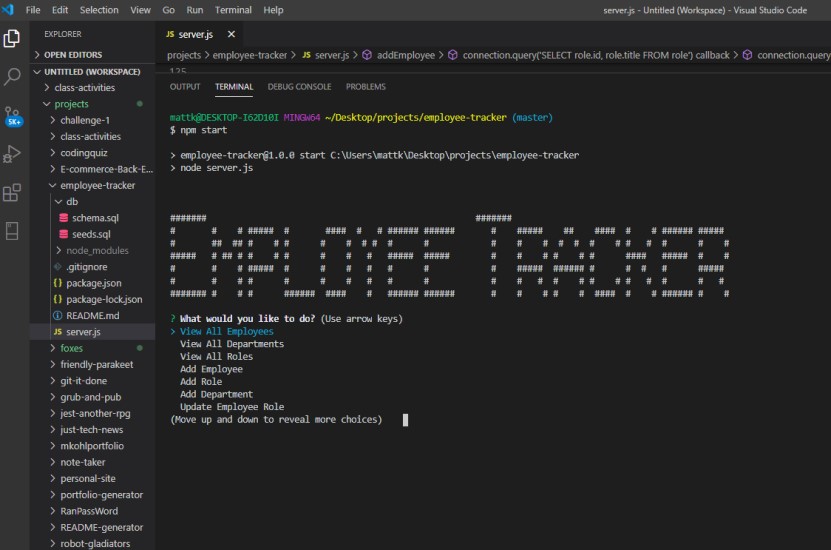 File Edit Selection View Go Run Terminal Help
server.js - Untitled (Workspace) - Visual Studio Code
EXPLORER
OPEN EDITORS
UNTITLED (WORKSPACE)
class-activities
projects
challenge-1
class-activities
codingquiz
E-commerce-Back-E...
employee-tracker
db
schema.sql
seeds.sql
node_modules
.gitignore
package.json
package-lock.json
README.md
JS server.js
foxes
friendly-parakeet
git-it-done
grub-and-pub
jest-another-rpg
just-tech-news
mkohlportfolio
note-taker
personal-site
portfolio-generator
RanPassWord
README-generator
robot-gladiators
5K+
JS server.js
projects > employee-tracker > JS server.js > addEmployee > connection.query('SELECT role.id, role.title FROM role') callback > connection.query
125
OUTPUT TERMINAL DEBUG CONSOLE PROBLEMS
mattk@DESKTOP-I62D10I MINGW64 ~/Desktop/projects/employee-tracker (master)
$ npm start
> employee-tracker@1.0.0 start C:\Users\mattk\Desktop\projects\employee-tracker
> node server.js
EMPLOYEE TRACKER
? What would you like to do? (Use arrow keys)
> View All Employees
View All Departments
View All Roles
Add Employee
Add Role
Add Department
Update Employee Role
(Move up and down to reveal more choices)